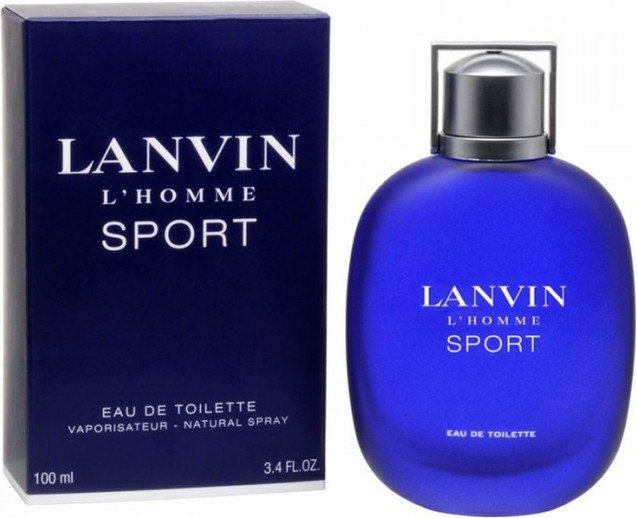 LANVIN
L'HOMME
SPORT
EAU DE TOILETTE
VAPORISATEUR - NATURAL SPRAY
100 ml
3.4 FL.OZ.
LANVIN
L'HOMME
SPORT
EAU DE TOILETTE